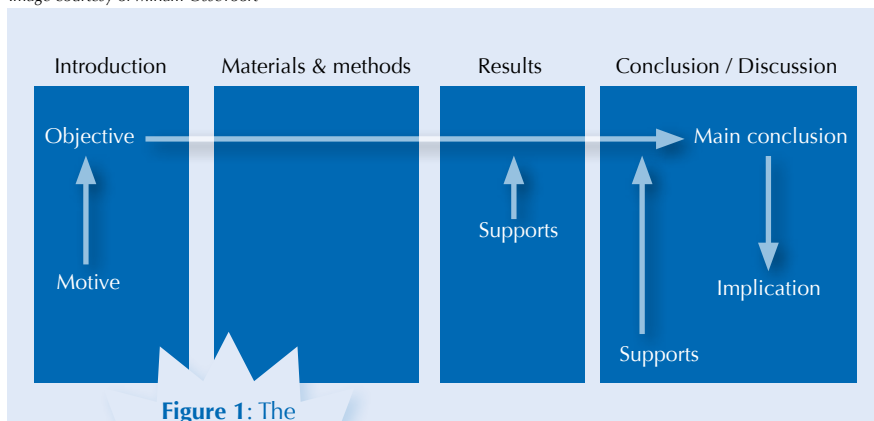 Introduction
Materials & methods
Results
Conclusion / Discussion
Objective
Main conclusion
Supports
Motive
Implication
Supports
Figure 1: The